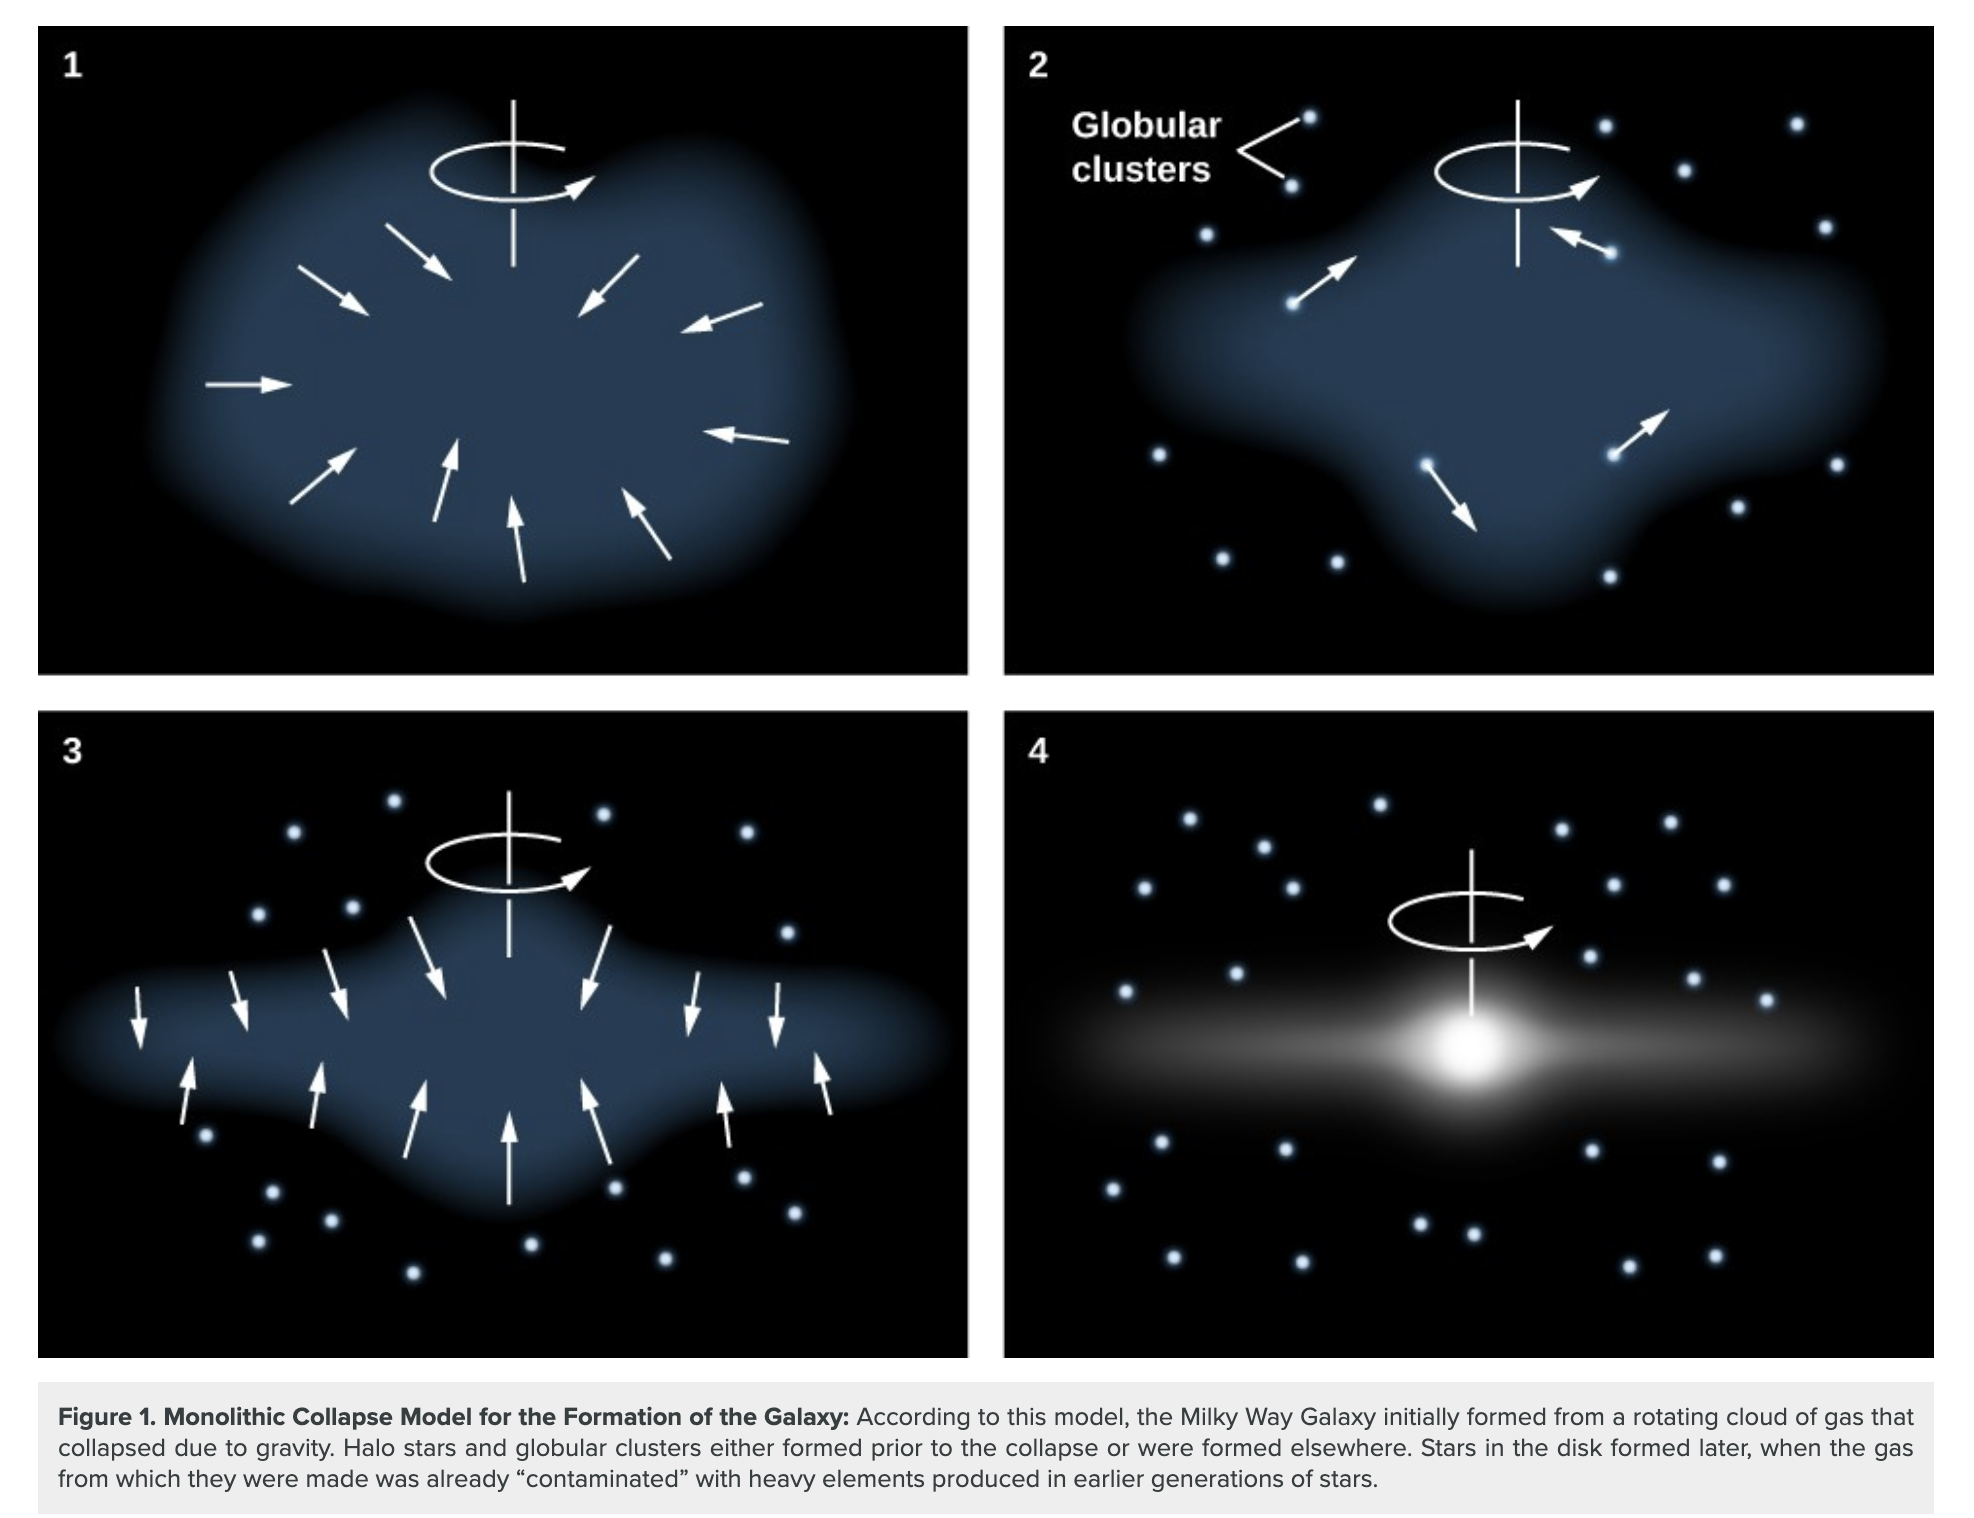 1
2
Globular
clusters
3
4
Figure 1. Monolithic Collapse Model for the Formation of the Galaxy: According to this model, the Milky Way Galaxy initially formed from a rotating cloud of gas that
collapsed due to gravity. Halo stars and globular clusters either formed prior to the collapse or were formed elsewhere. Stars in the disk formed later, when the gas
from which they were made was already “contaminated” with heavy elements produced in earlier generations of stars.